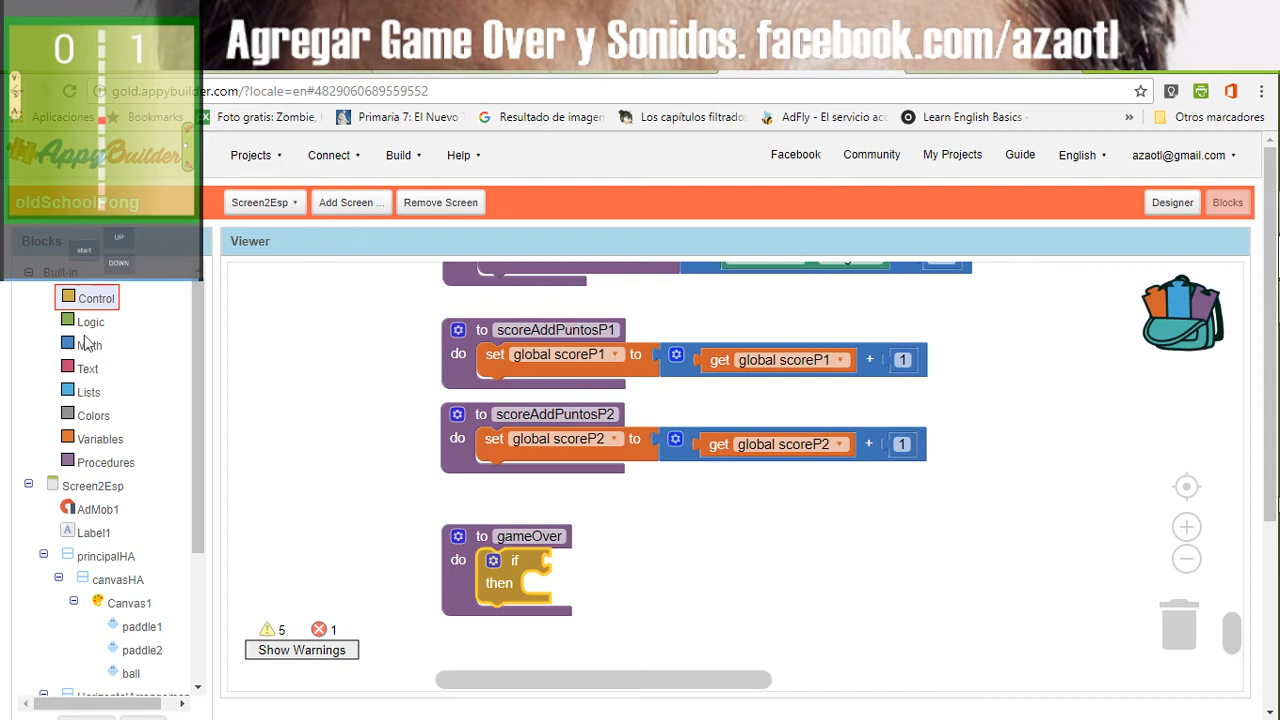 Agregar Game Over y Sonidos. facebook.com/azaotl
0 1
AppyBuilder
oldSchoolPong
start
UP
DOWN
gold.appybuilder.com/?locale=en#4829060689559552
Aplicaciones
Bookmarks
Foto gratis: Zombie,
Primaria 7: El Nuevo
Resultado de imagen
Los capítulos filtrados
AdFly - El servicio ac
Learn English Basics -
»
Otros marcadores
Projects
Connect
Build
Help
Facebook
Community
My Projects
Guide
English
azaotl@gmail.com
Screen2Esp
Add Screen ...
Remove Screen
Designer
Blocks
Blocks
Viewer
Built-in
Control
Logic
Math
Text
Lists
Colors
Variables
Procedures
Screen2Esp
AdMob1
Label1
principalHA
canvasHA
Canvas1
paddle1
paddle2
ball
HorizontalArrangemen
to scoreAddPuntosP1
do set global scoreP1 to get global scoreP1 + 1
to scoreAddPuntosP2
do set global scoreP2 to get global scoreP2 + 1
to gameOver
do if
then
5 1
Show Warnings